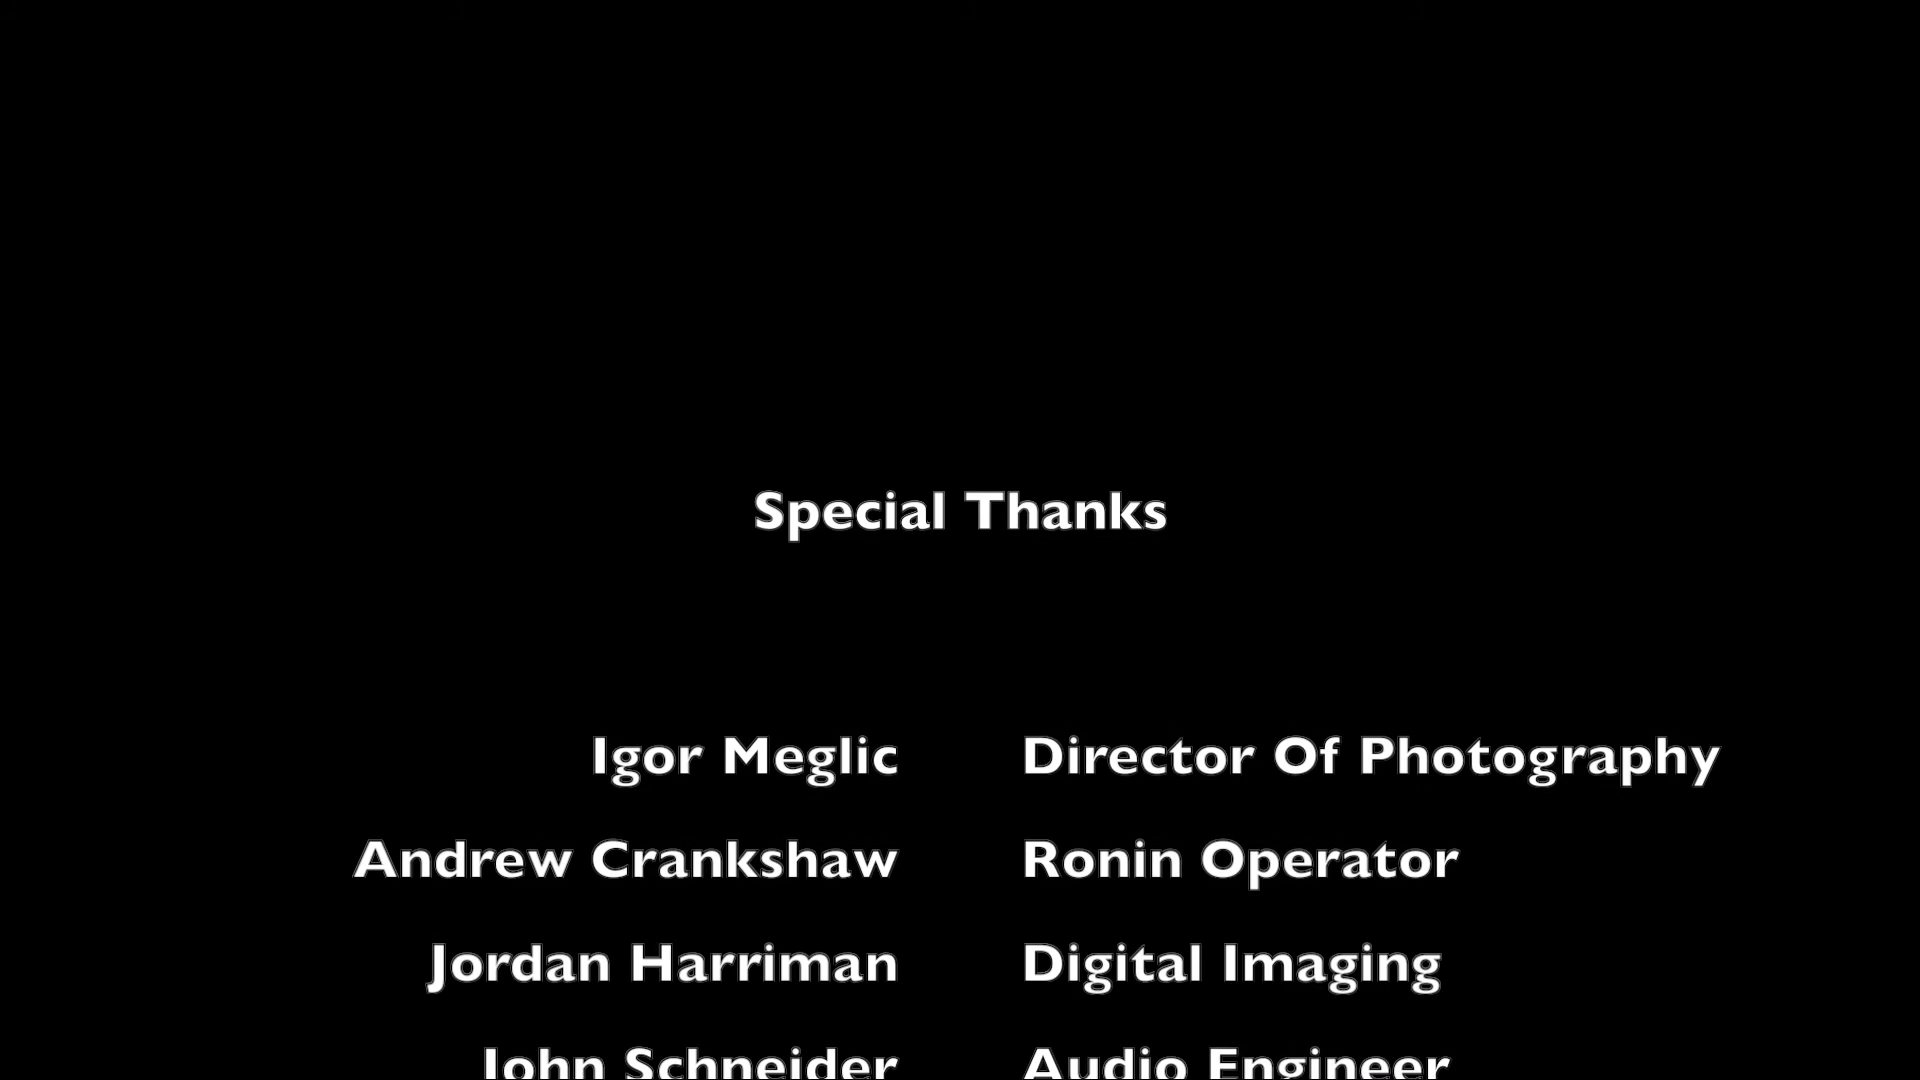 Special Thanks
Igor Meglic Director Of Photography
Andrew Crankshaw Ronin Operator
Jordan Harriman Digital Imaging
John Schneider Audio Engineer